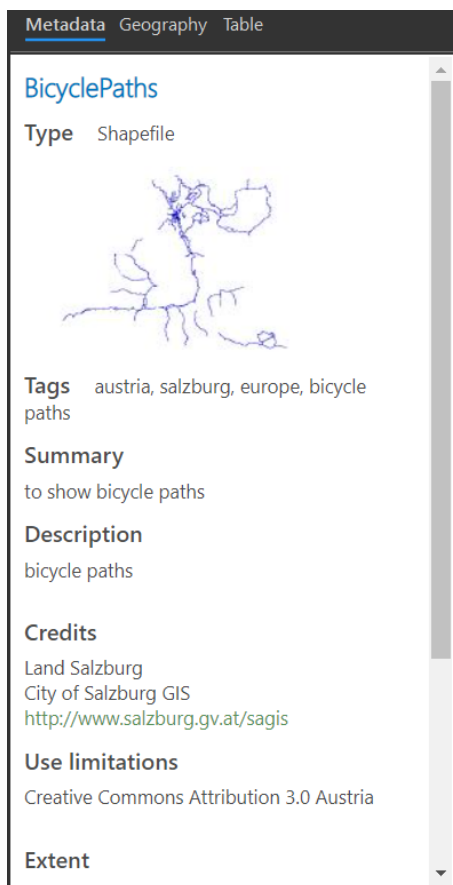 Metadata Geography Table
BicyclePaths
Type Shapefile
Tags austria, salzburg, europe, bicycle
paths
Summary
to show bicycle paths
Description
bicycle paths
Credits
Land Salzburg
City of Salzburg GIS
http://www.salzburg.gv.at/sagis
Use limitations
Creative Commons Attribution 3.0 Austria
Extent